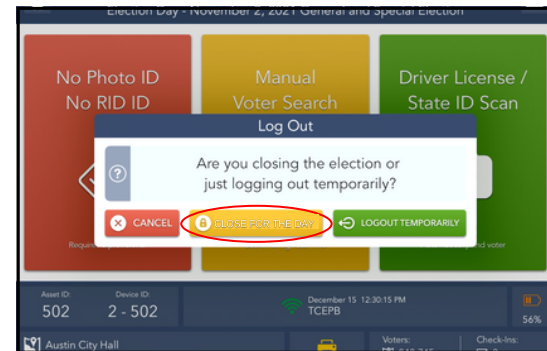 Election Day - November 2, 2021 General and Special Election
No Photo ID
No RID ID
Manual
Voter Search
Driver License /
State ID Scan
Log Out
Are you closing the election or
just logging out temporarily?
CANCEL
CLOSE FOR THE DAY
LOGOUT TEMPORARILY
voter
Asset ID:
502
Device ID:
2 - 502
December 15 12:30:15 PM
TCEPB
56%
Austin City Hall
Voters:
Check-Ins: